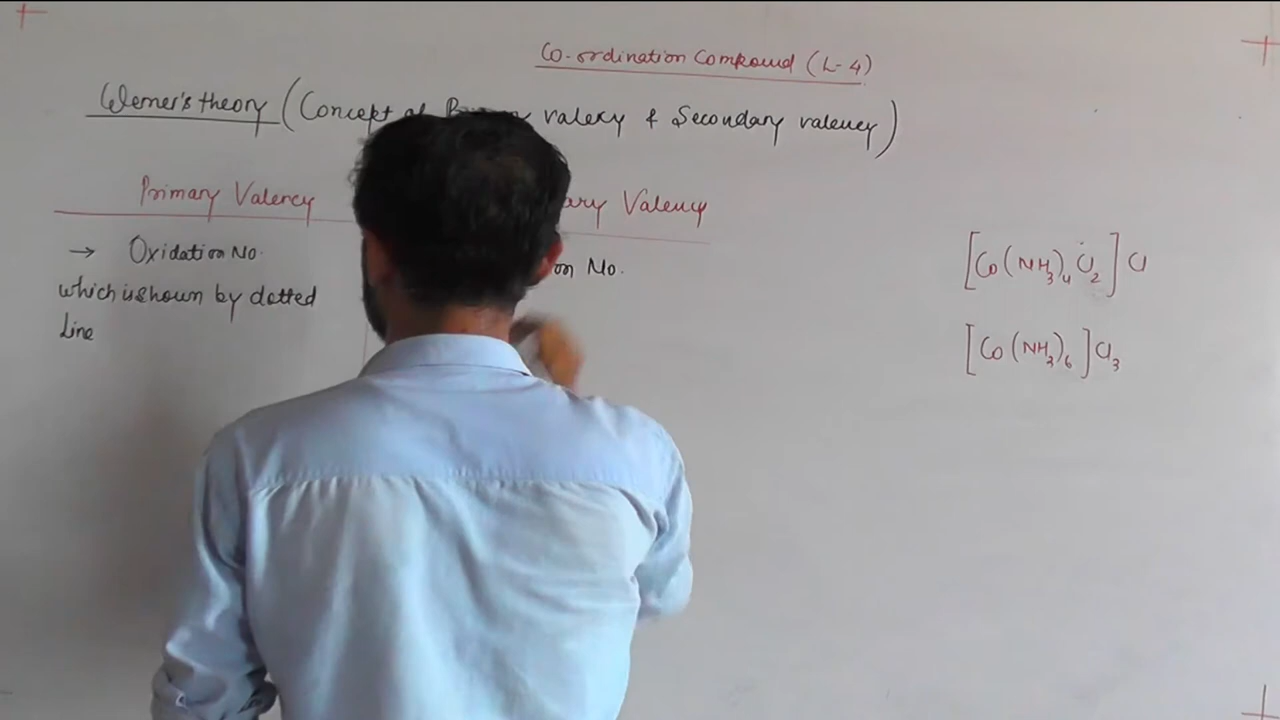 Co-ordination Compound (L-4)
Werner's theory (Concept valency & Secondary valency)
Primary Valency
Valency
→ Oxidation No.
which is shown by dotted
Line
No.
[Co(NH₃)₄Cl₂]Cl
[Co(NH₃)₆]Cl₃